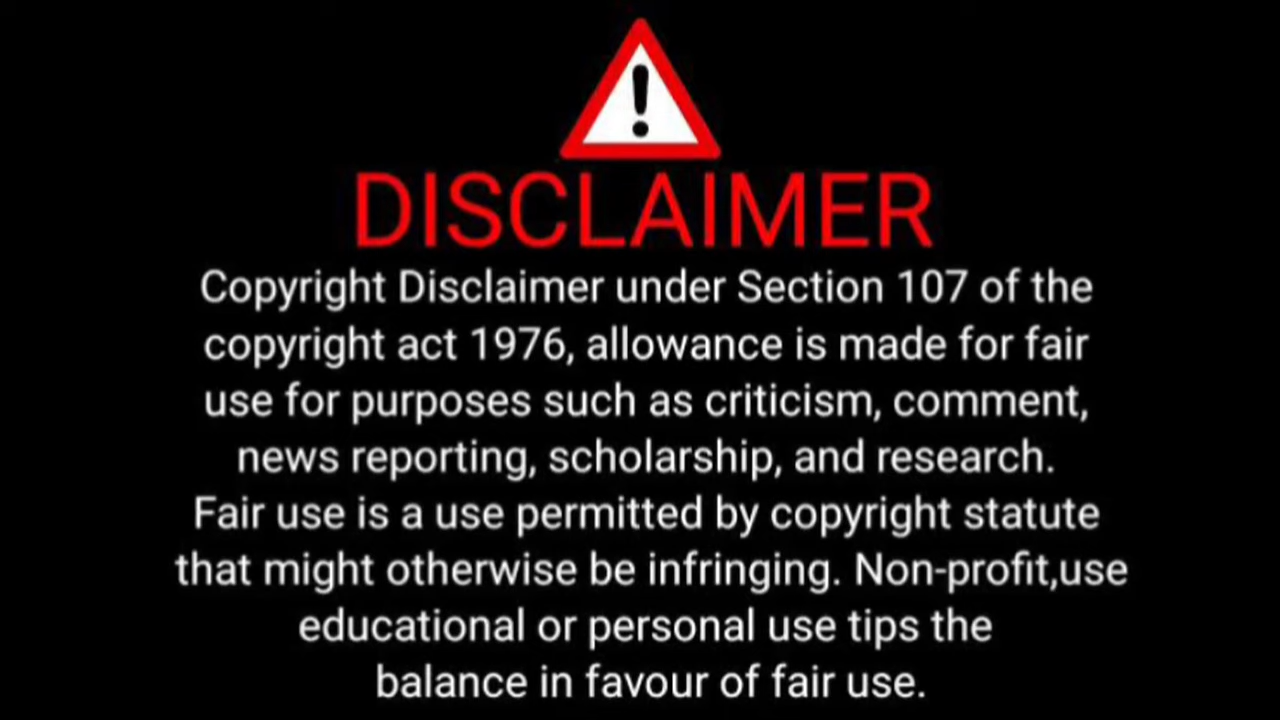 DISCLAIMER
Copyright Disclaimer under Section 107 of the
copyright act 1976, allowance is made for fair
use for purposes such as criticism, comment,
news reporting, scholarship, and research.
Fair use is a use permitted by copyright statute
that might otherwise be infringing. Non-profit,use
educational or personal use tips the
balance in favour of fair use.